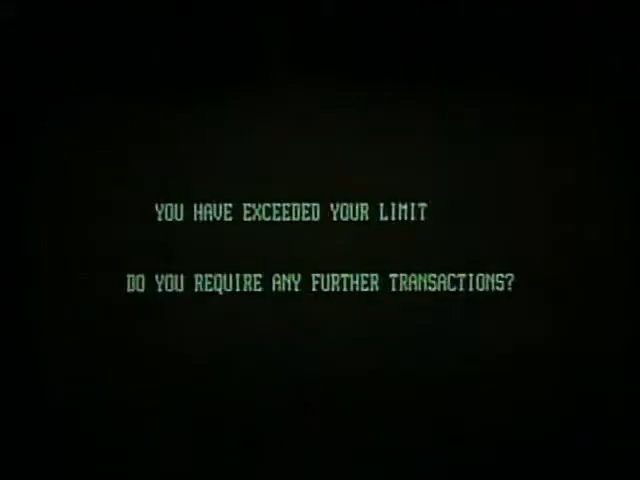 YOU HAVE EXCEEDED YOUR LIMIT
DO YOU REQUIRE ANY FURTHER TRANSACTIONS?